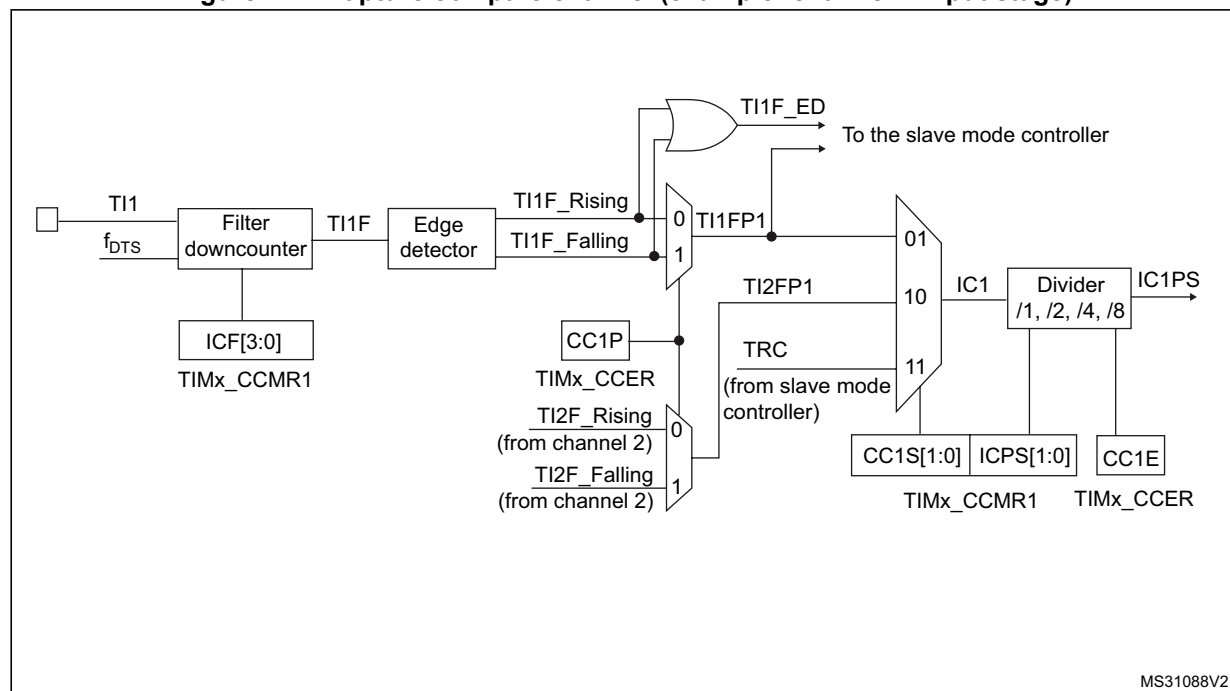 TI1F_ED
To the slave mode controller
TI1
TI1F
TI1F_Rising
TI1F_Falling
0
1
TI1FP1
Filter
downcounter
Edge
detector
fDTS
01
10
11
TI2FP1
IC1
Divider
/1, /2, /4, /8
IC1PS
ICF[3:0]
TIMx_CCMR1
CC1P
TIMx_CCER
TRC
(from slave mode
controller)
TI2F_Rising
(from channel 2)
TI2F_Falling
(from channel 2)
0
1
CC1S[1:0]
ICPS[1:0]
CC1E
TIMx_CCMR1
TIMx_CCER
MS31088V2